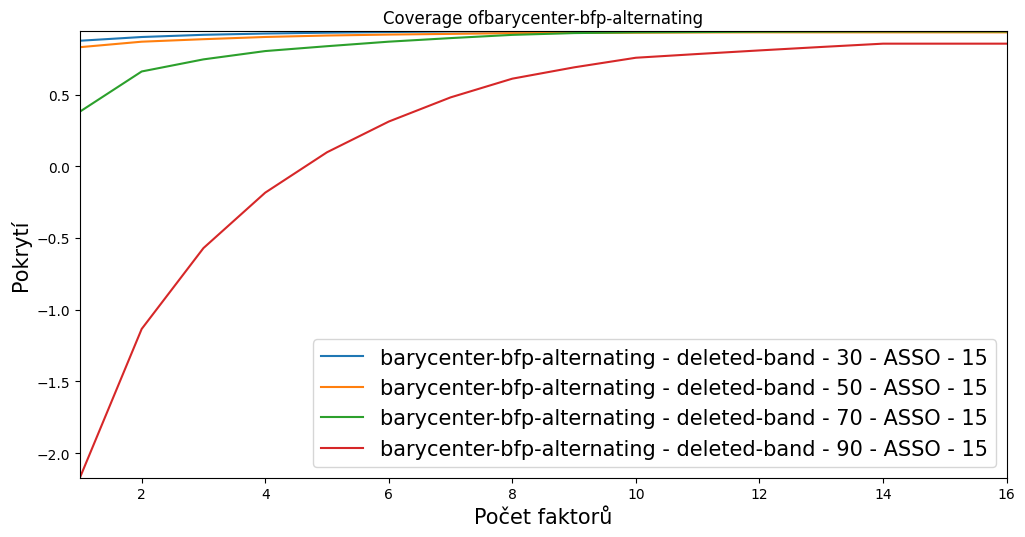 Coverage ofbarycenter-bfp-alternating
0.5
0.0
−0.5
−1.0
−1.5
−2.0
Pokrytí
barycenter-bfp-alternating - deleted-band - 30 - ASSO - 15
barycenter-bfp-alternating - deleted-band - 50 - ASSO - 15
barycenter-bfp-alternating - deleted-band - 70 - ASSO - 15
barycenter-bfp-alternating - deleted-band - 90 - ASSO - 15
2 4 6 8 10 12 14 16
Počet faktorů